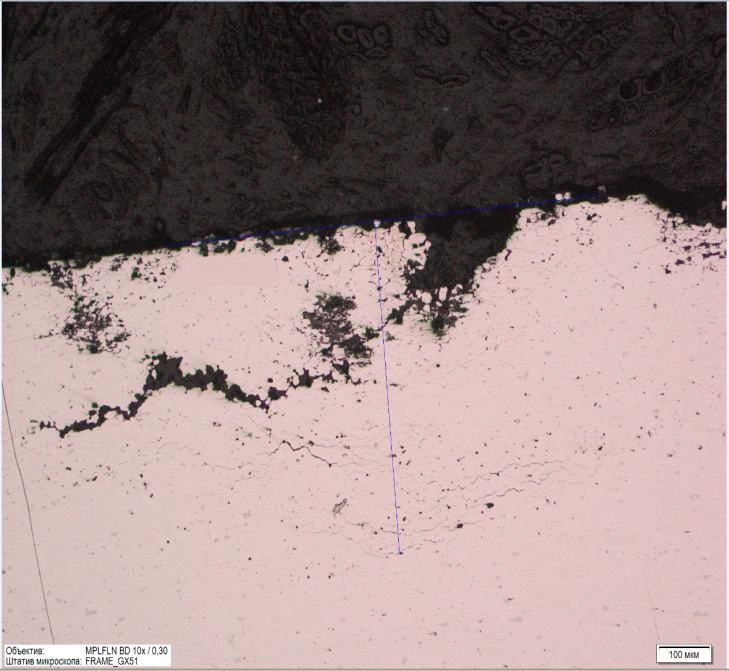 Объектив: MPLFLN BD 10x / 0,30
Штатив микроскопа: FRAME_GX51
100 мкм